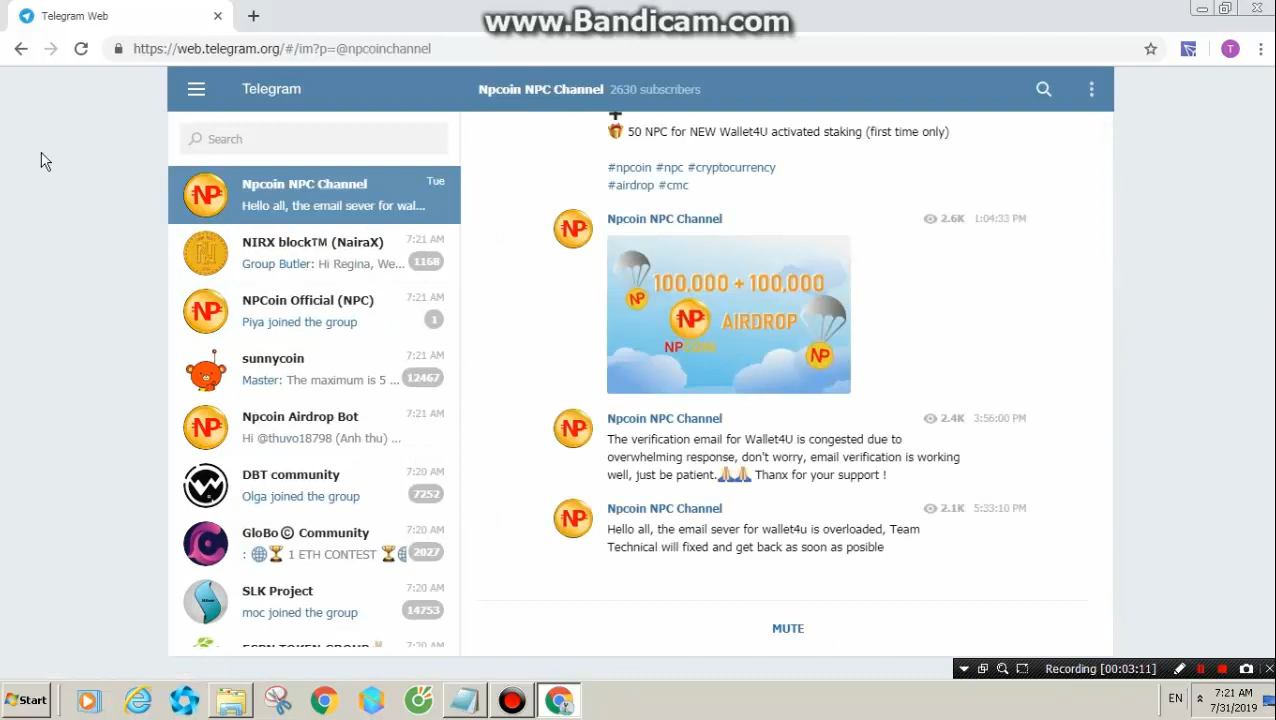 Telegram Web
www.Bandicam.com
https://web.telegram.org/#/im?p=@npcoinchannel
T
Telegram
Npcoin NPC Channel 2630 subscribers
Search
Npcoin NPC Channel Tue
Hello all, the email sever for wal...
NIRX block™ (NairaX) 7:21 AM
Group Butler: Hi Regina, We... 1168
NPCoin Official (NPC) 7:21 AM
Piya joined the group 1
sunnycoin 7:21 AM
Master: The maximum is 5 ... 12467
Npcoin Airdrop Bot 7:21 AM
Hi @thuvo18798 (Anh thu) ...
DBT community 7:20 AM
Olga joined the group 7252
GloBo© Community 7:20 AM
: 🌐🏆 1 ETH CONTEST 🏆🌐 2027
SLK Project 7:20 AM
moc joined the group 14753
➕
🎁 50 NPC for NEW Wallet4U activated staking (first time only)
#npcoin #npc #cryptocurrency
#airdrop #cmc
Npcoin NPC Channel 2.6K 1:04:33 PM
100,000 + 100,000
NP AIRDROP
NPCOIN
Npcoin NPC Channel 2.4K 3:56:00 PM
The verification email for Wallet4U is congested due to
overwhelming response, don't worry, email verification is working
well, just be patient.🙏🙏 Thanx for your support !
Npcoin NPC Channel 2.1K 5:33:10 PM
Hello all, the email sever for wallet4u is overloaded, Team
Technical will fixed and get back as soon as posible
MUTE
Recording [00:03:11]
Start
EN
7:21 AM
7/31/2019